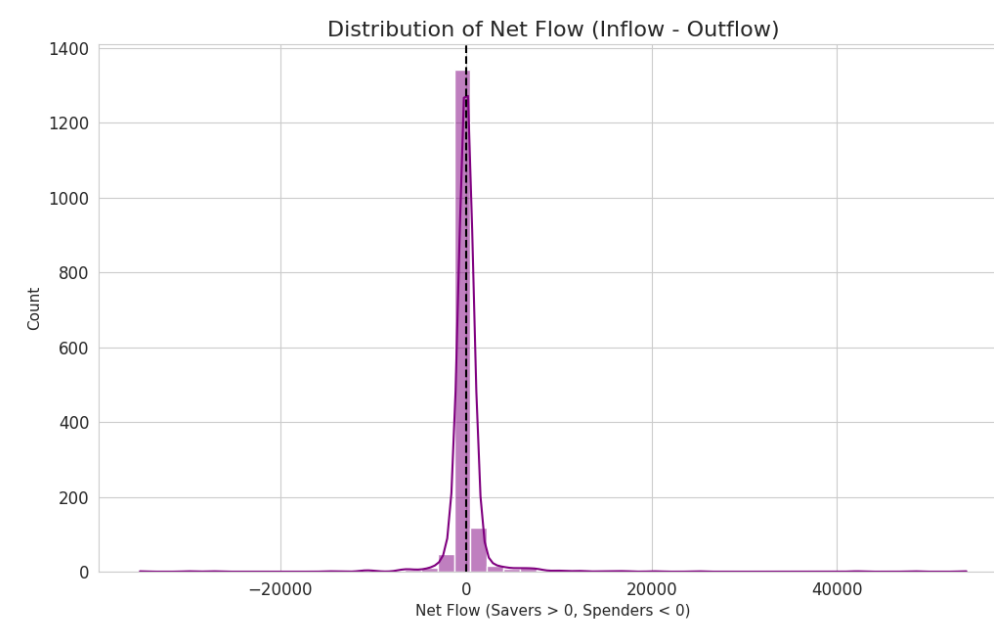 Distribution of Net Flow (Inflow - Outflow)
1400
1200
1000
800
600
400
200
0
Count
−20000 0 20000 40000
Net Flow (Savers > 0, Spenders < 0)